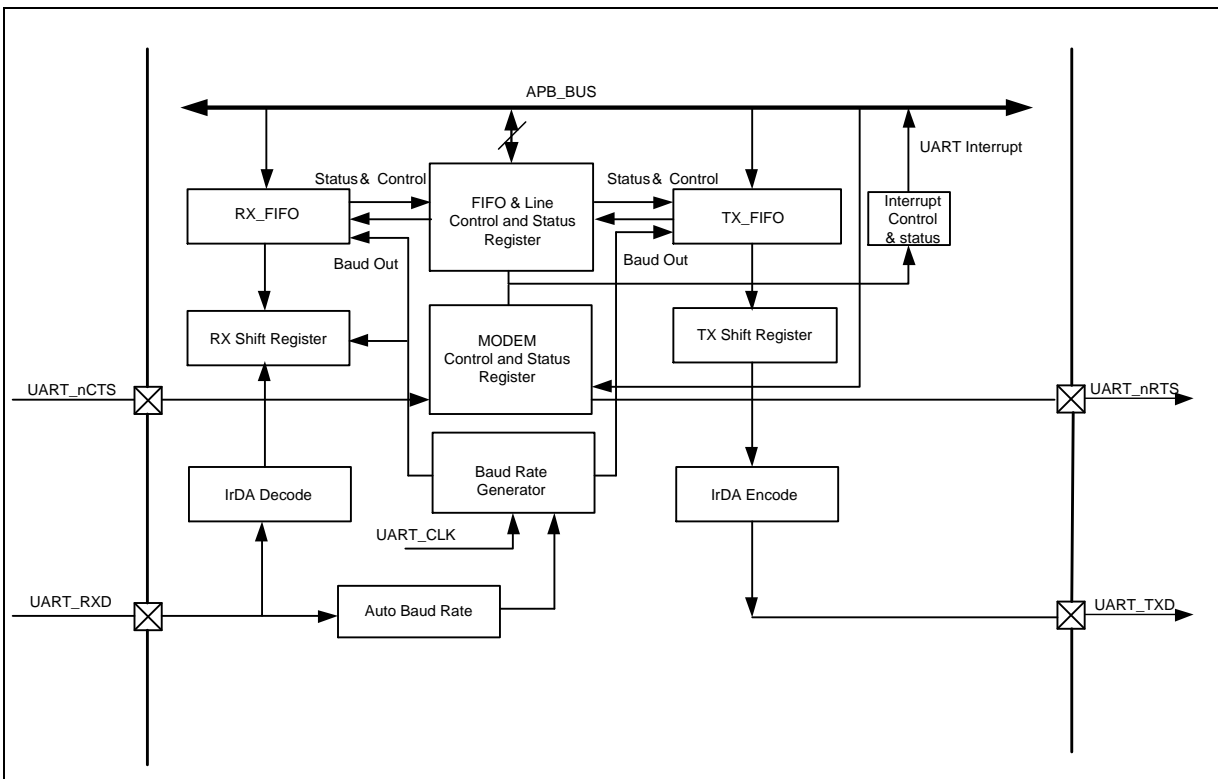 APB_BUS
UART Interrupt
Status & Control
Status & Control
RX_FIFO
FIFO & Line
Control and Status
Register
TX_FIFO
Interrupt
Control
& status
Baud Out
Baud Out
RX Shift Register
MODEM
Control and Status
Register
TX Shift Register
UART_nCTS
UART_nRTS
IrDA Decode
Baud Rate
Generator
IrDA Encode
UART_CLK
UART_RXD
Auto Baud Rate
UART_TXD